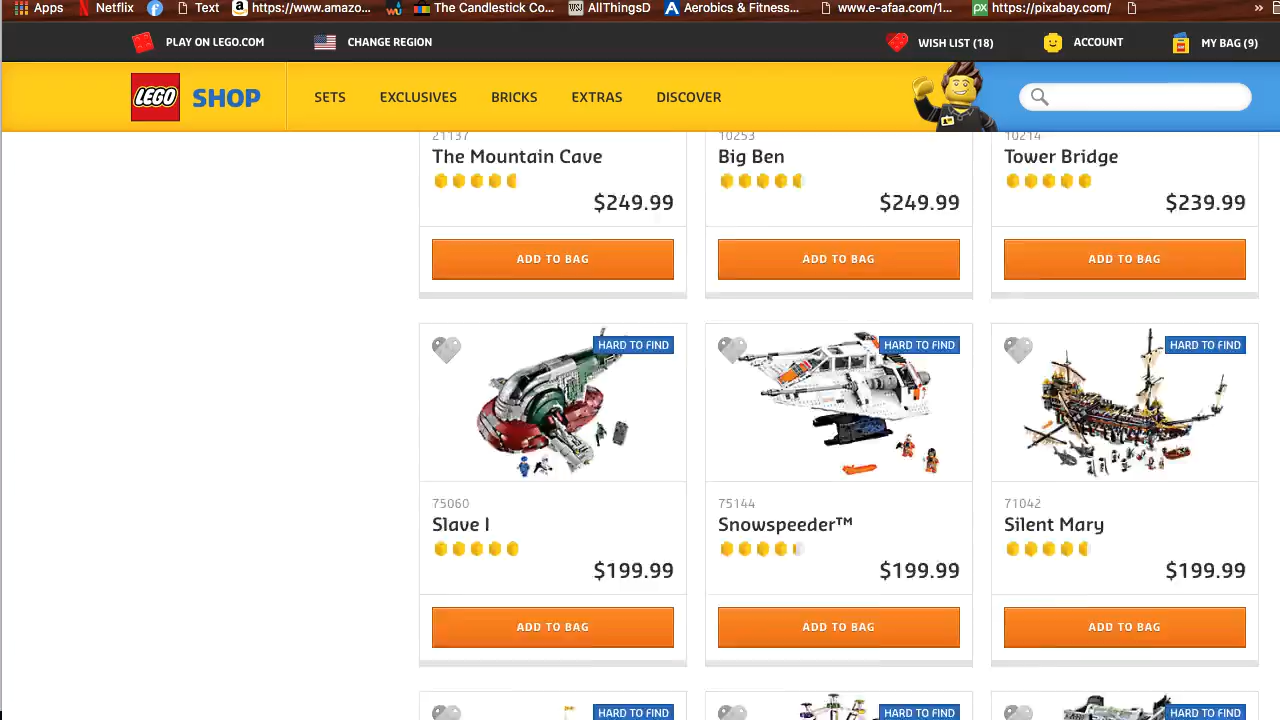 Apps Netflix Text https://www.amazo... The Candlestick Co... WSJ AllThingsD Aerobics & Fitness... www.e-afaa.com/1... px https://pixabay.com/ »
PLAY ON LEGO.COM CHANGE REGION WISH LIST (18) ACCOUNT MY BAG (9)
LEGO SHOP SETS EXCLUSIVES BRICKS EXTRAS DISCOVER
21137 10253 10214
The Mountain Cave Big Ben Tower Bridge
$249.99 $249.99 $239.99
ADD TO BAG ADD TO BAG ADD TO BAG
HARD TO FIND HARD TO FIND HARD TO FIND
75060 75144 71042
Slave I Snowspeeder™ Silent Mary
$199.99 $199.99 $199.99
ADD TO BAG ADD TO BAG ADD TO BAG
HARD TO FIND HARD TO FIND HARD TO FIND